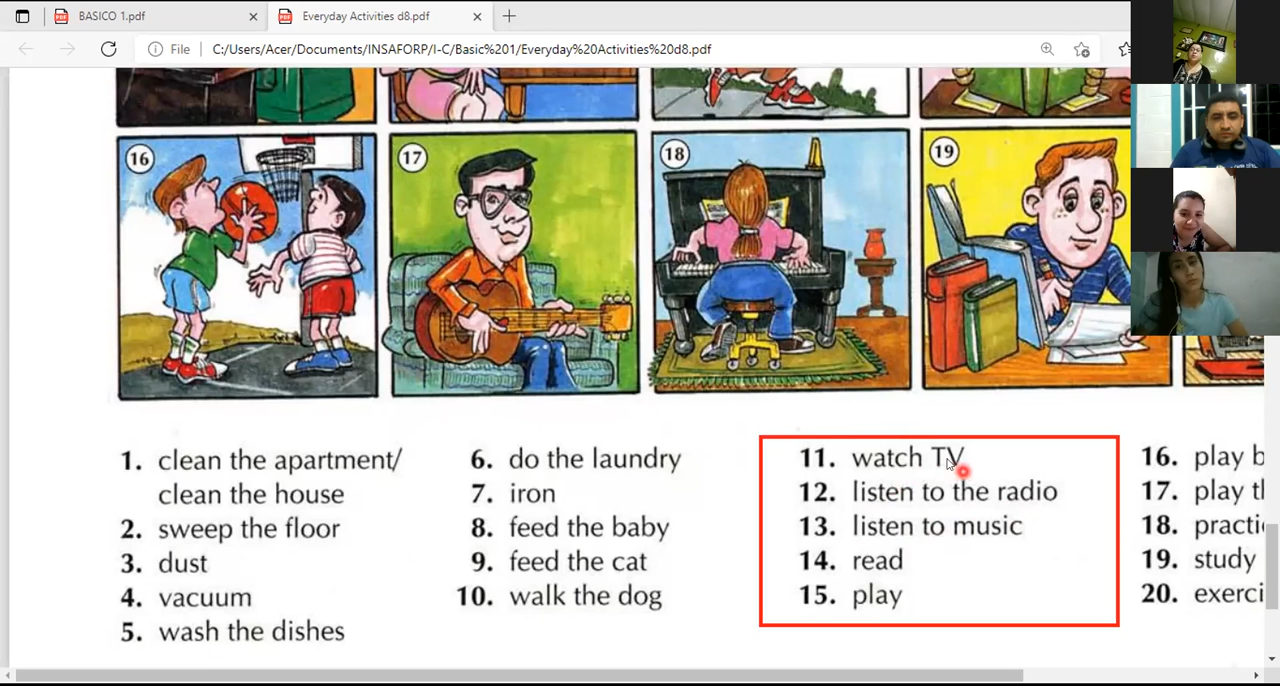 BASICO 1.pdf
Everyday Activities d8.pdf
File
C:/Users/Acer/Documents/INSAFORP/I-C/Basic%201/Everyday%20Activities%20d8.pdf
16
17
18
19
1. clean the apartment/
clean the house
2. sweep the floor
3. dust
4. vacuum
5. wash the dishes
6. do the laundry
7. iron
8. feed the baby
9. feed the cat
10. walk the dog
11. watch TV
12. listen to the radio
13. listen to music
14. read
15. play
16. play b
17. play t
18. practi
19. study
20. exerci